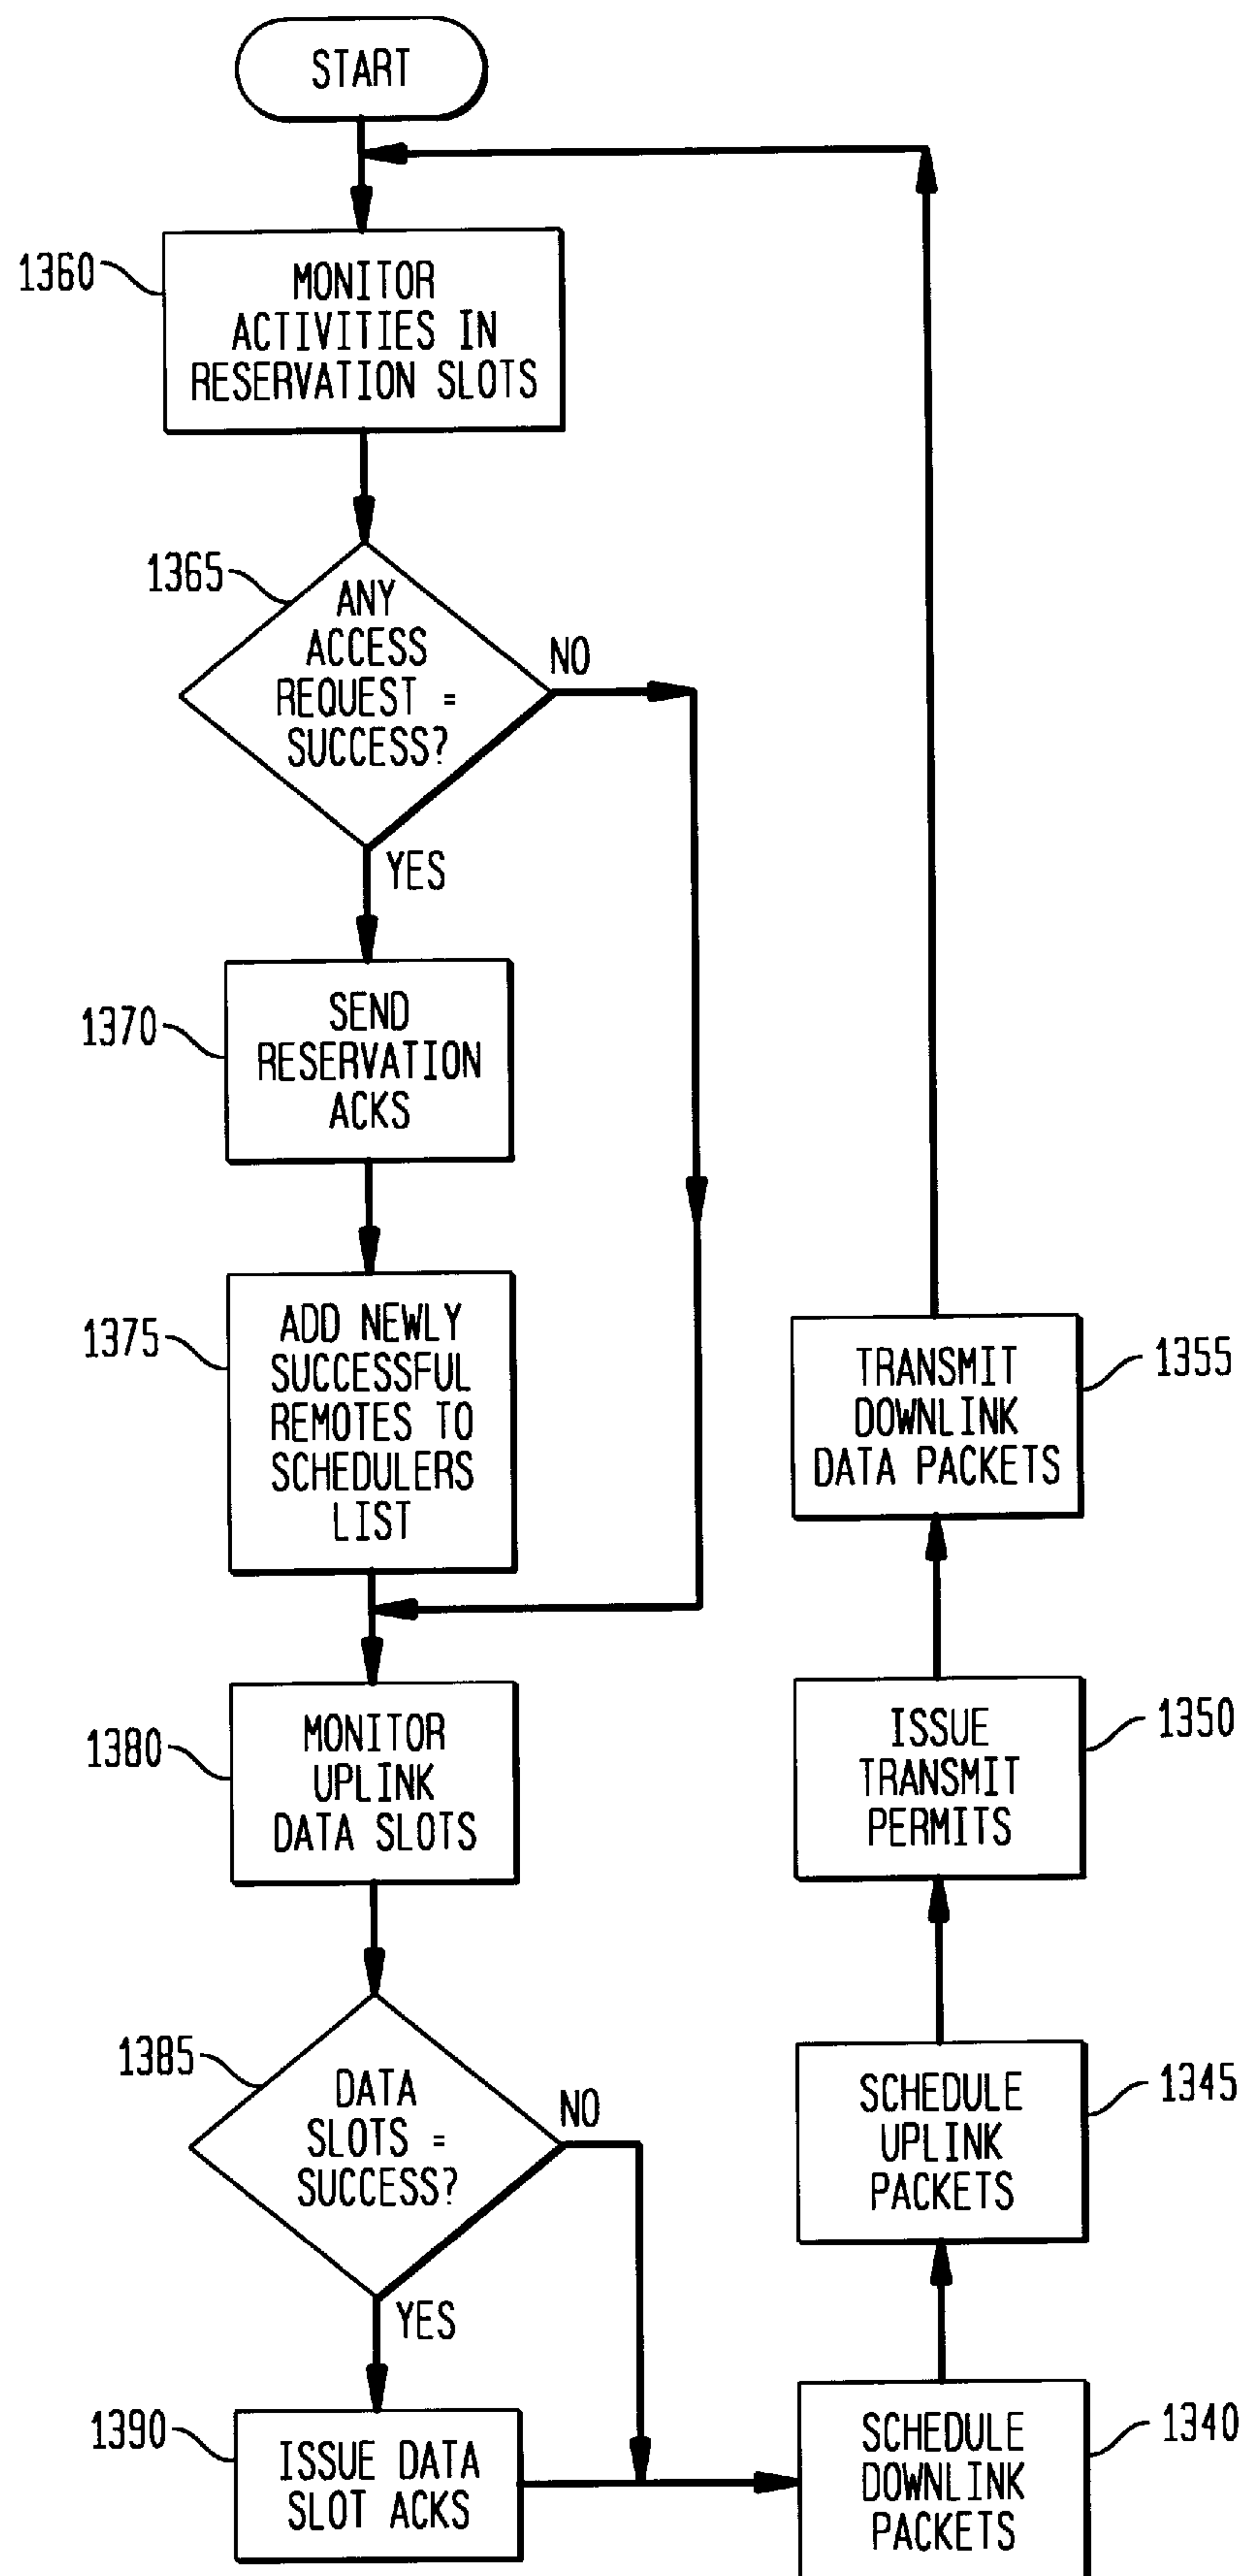 START
1360
MONITOR
ACTIVITIES IN
RESERVATION SLOTS
1365
ANY
ACCESS
REQUEST =
SUCCESS?
NO
YES
1370
SEND
RESERVATION
ACKS
1375
ADD NEWLY
SUCCESSFUL
REMOTES TO
SCHEDULERS
LIST
1380
MONITOR
UPLINK
DATA SLOTS
1385
DATA
SLOTS =
SUCCESS?
NO
YES
1390
ISSUE DATA
SLOT ACKS
SCHEDULE
DOWNLINK
PACKETS
1340
SCHEDULE
UPLINK
PACKETS
1345
ISSUE
TRANSMIT
PERMITS
1350
TRANSMIT
DOWNLINK
DATA PACKETS
1355